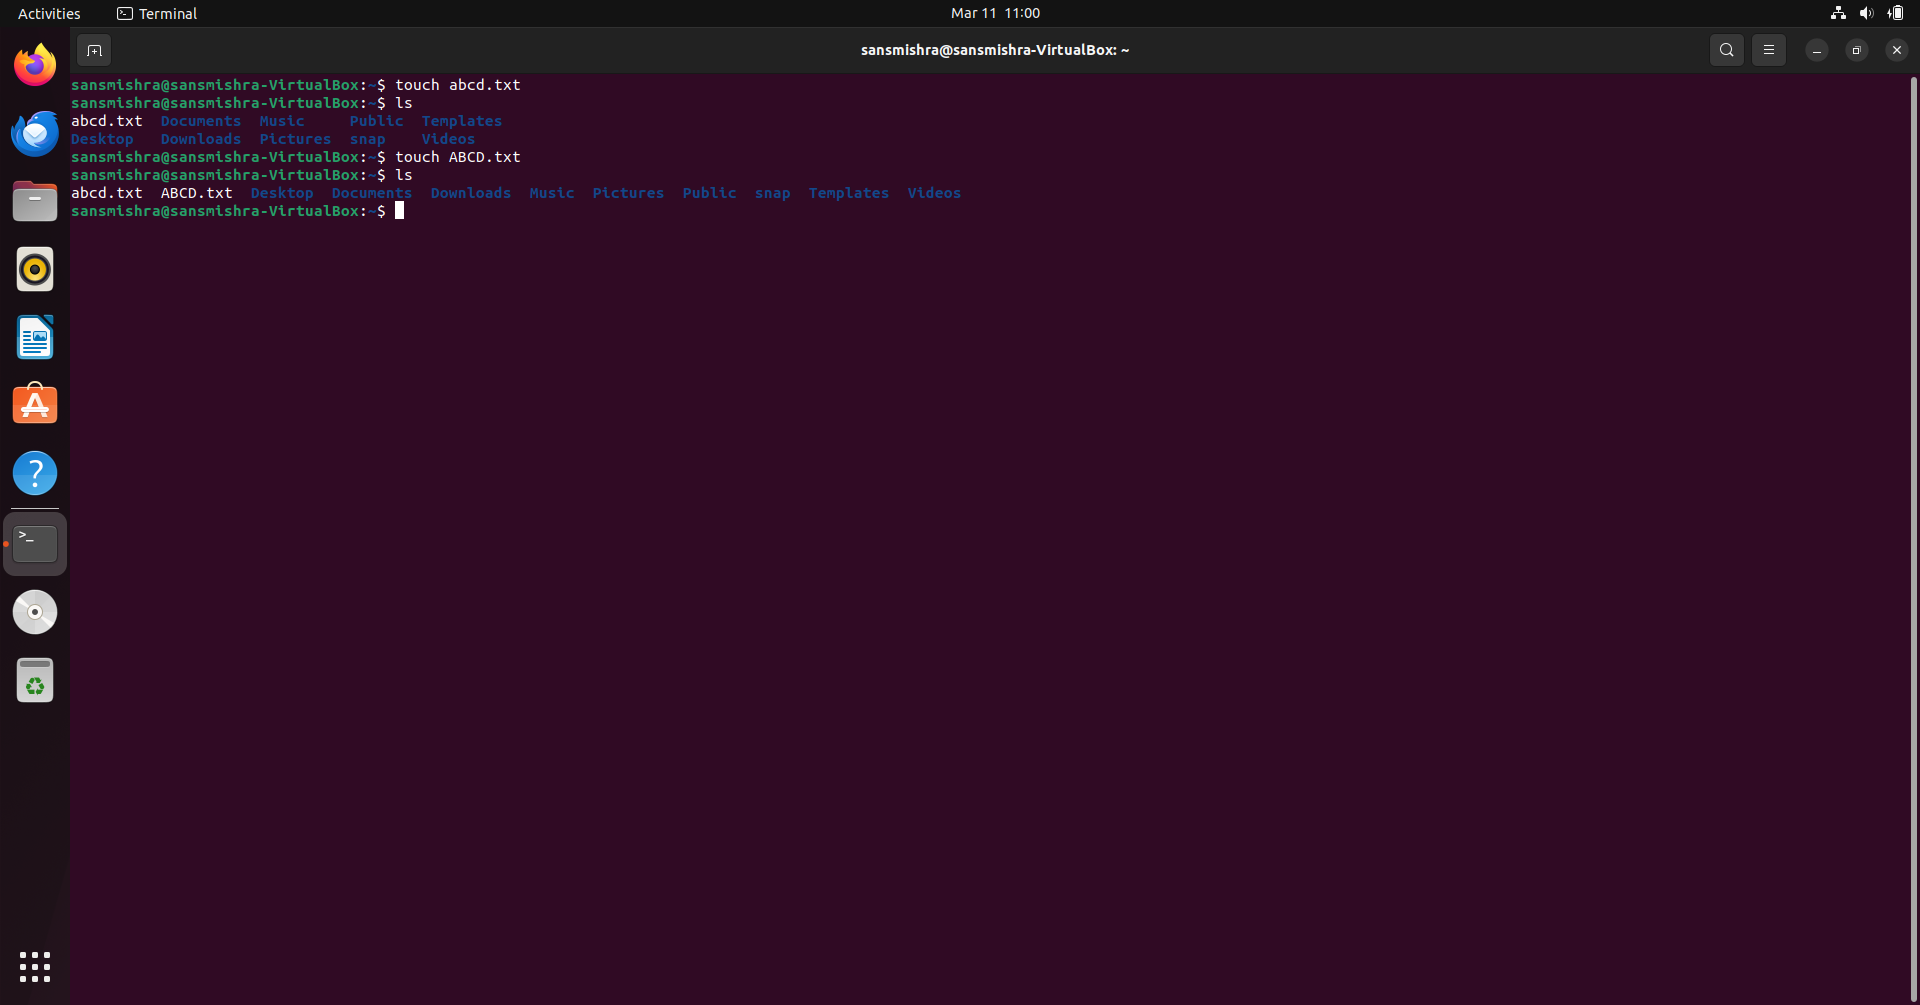 Activities Terminal Mar 11 11:00
sansmishra@sansmishra-VirtualBox: ~
sansmishra@sansmishra-VirtualBox:~$ touch abcd.txt
sansmishra@sansmishra-VirtualBox:~$ ls
abcd.txt Documents Music Public Templates
Desktop Downloads Pictures snap Videos
sansmishra@sansmishra-VirtualBox:~$ touch ABCD.txt
sansmishra@sansmishra-VirtualBox:~$ ls
abcd.txt ABCD.txt Desktop Documents Downloads Music Pictures Public snap Templates Videos
sansmishra@sansmishra-VirtualBox:~$